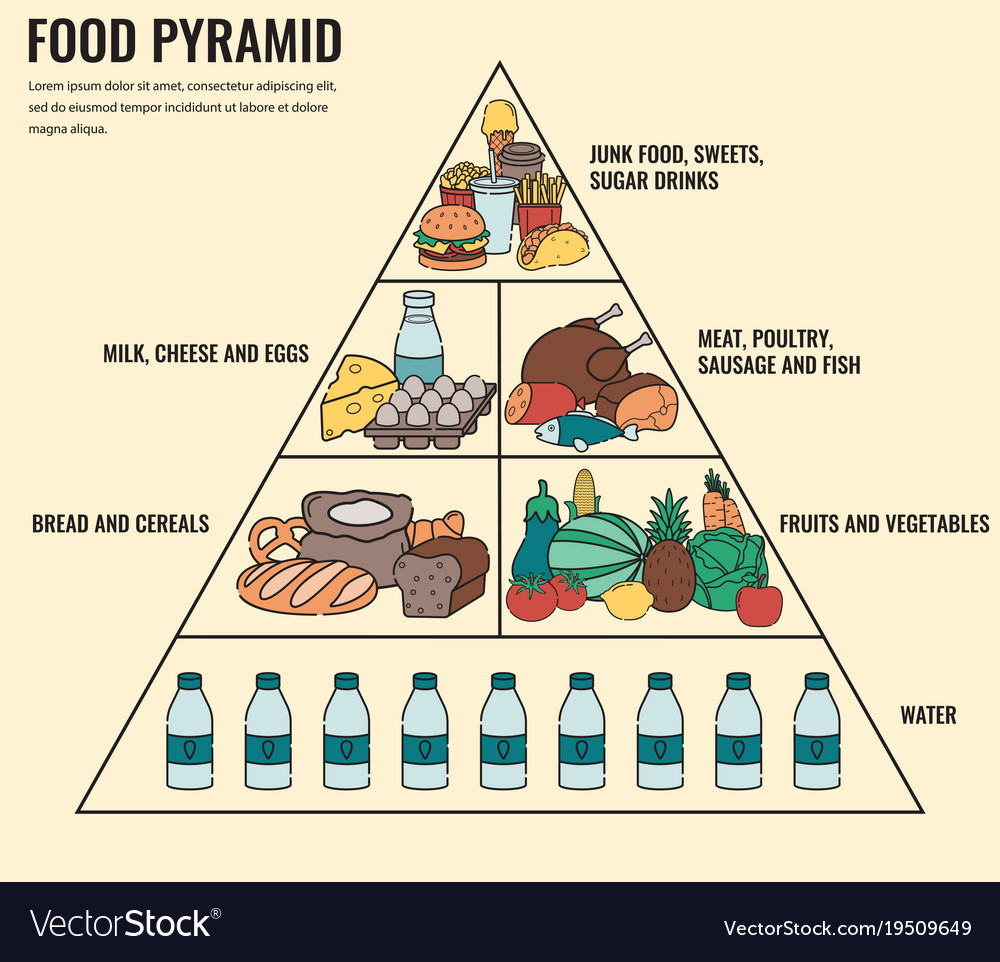 FOOD PYRAMID
Lorem ipsum dolor sit amet, consectetur adipiscing elit,
sed do eiusmod tempor incididunt ut labore et dolore
magna aliqua.
JUNK FOOD, SWEETS,
SUGAR DRINKS
MILK, CHEESE AND EGGS
MEAT, POULTRY,
SAUSAGE AND FISH
BREAD AND CEREALS
FRUITS AND VEGETABLES
WATER
VectorStock®
VectorStock.com/19509649